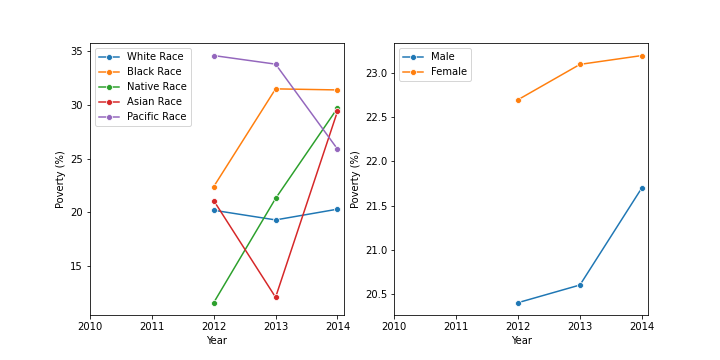 White Race
Black Race
Native Race
Asian Race
Pacific Race
35
30
25
20
15
Poverty (%)
2010 2011 2012 2013 2014
Year
Male
Female
23.0
22.5
22.0
21.5
21.0
20.5
Poverty (%)
2010 2011 2012 2013 2014
Year